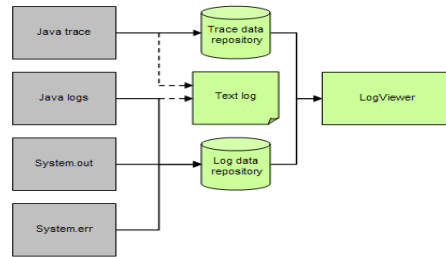 Java trace
Trace data
repository
Java logs
Text log
LogViewer
System.out
Log data
repository
System.err